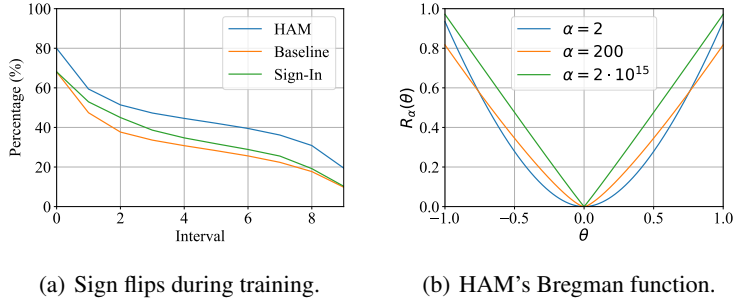 100
80
60
40
20
0
Percentage (%)
0
2
4
6
8
Interval
HAM
Baseline
Sign-In
(a) Sign flips during training.
1.0
0.8
0.6
0.4
0.2
0.0
R_α(θ)
−1.0
−0.5
0.0
0.5
1.0
θ
α = 2
α = 200
α = 2 · 10¹⁵
(b) HAM's Bregman function.